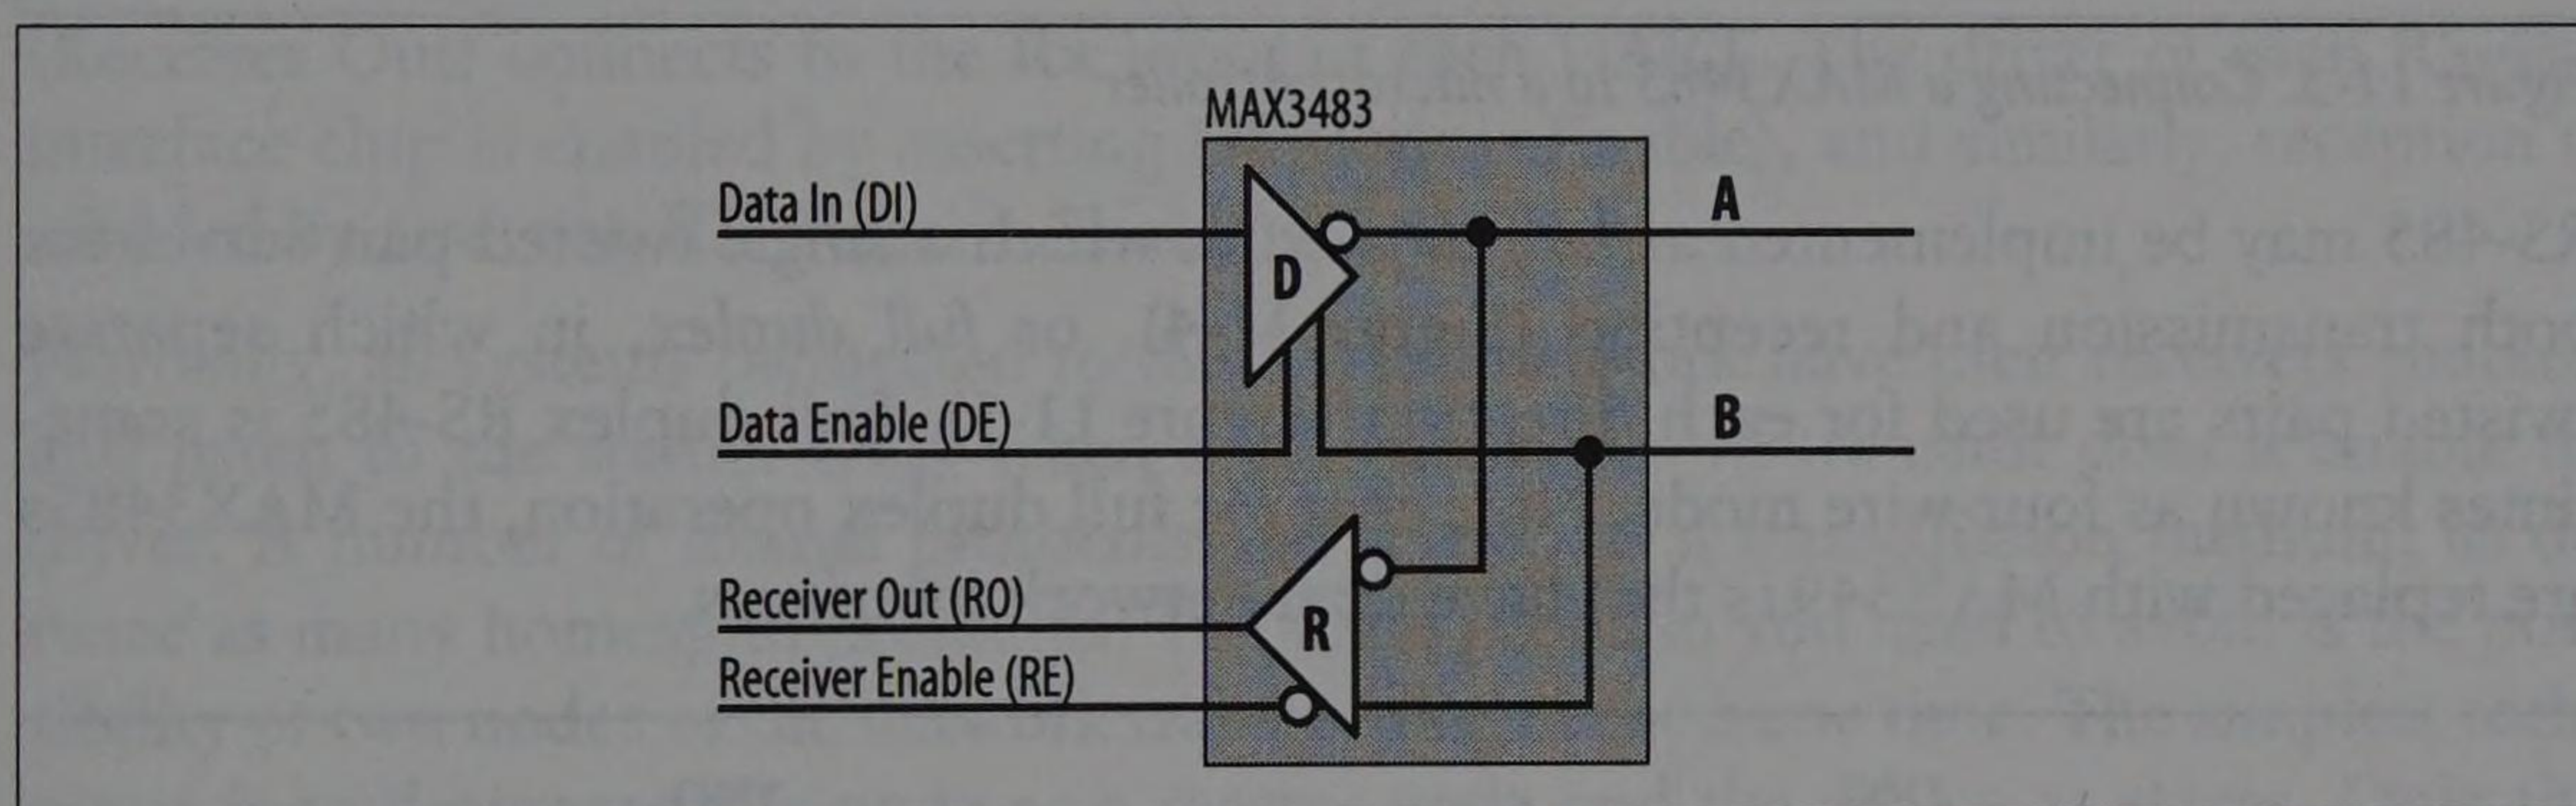 MAX3483
Data In (DI)
A
D
Data Enable (DE)
B
Receiver Out (RO)
R
Receiver Enable (RE)